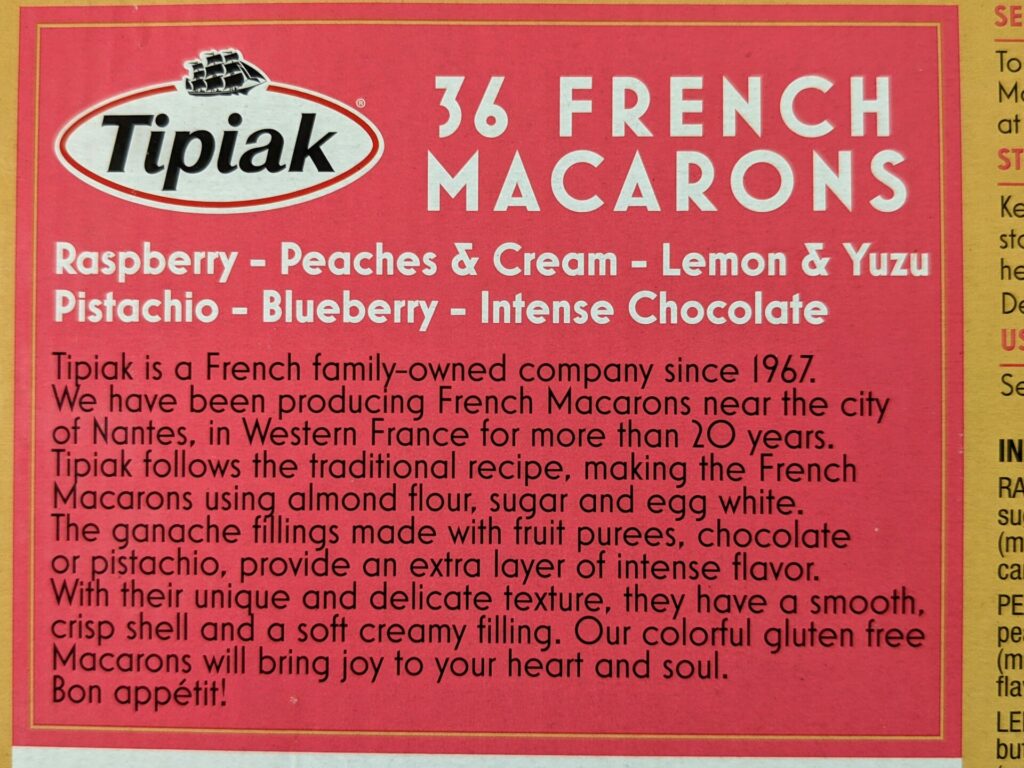 Tipiak ®
36 FRENCH
MACARONS
Raspberry - Peaches & Cream - Lemon & Yuzu
Pistachio - Blueberry - Intense Chocolate
Tipiak is a French family-owned company since 1967.
We have been producing French Macarons near the city
of Nantes, in Western France for more than 20 years.
Tipiak follows the traditional recipe, making the French
Macarons using almond flour, sugar and egg white.
The ganache fillings made with fruit purees, chocolate
or pistachio, provide an extra layer of intense flavor.
With their unique and delicate texture, they have a smooth,
crisp shell and a soft creamy filling. Our colorful gluten free
Macarons will bring joy to your heart and soul.
Bon appétit!
To
at